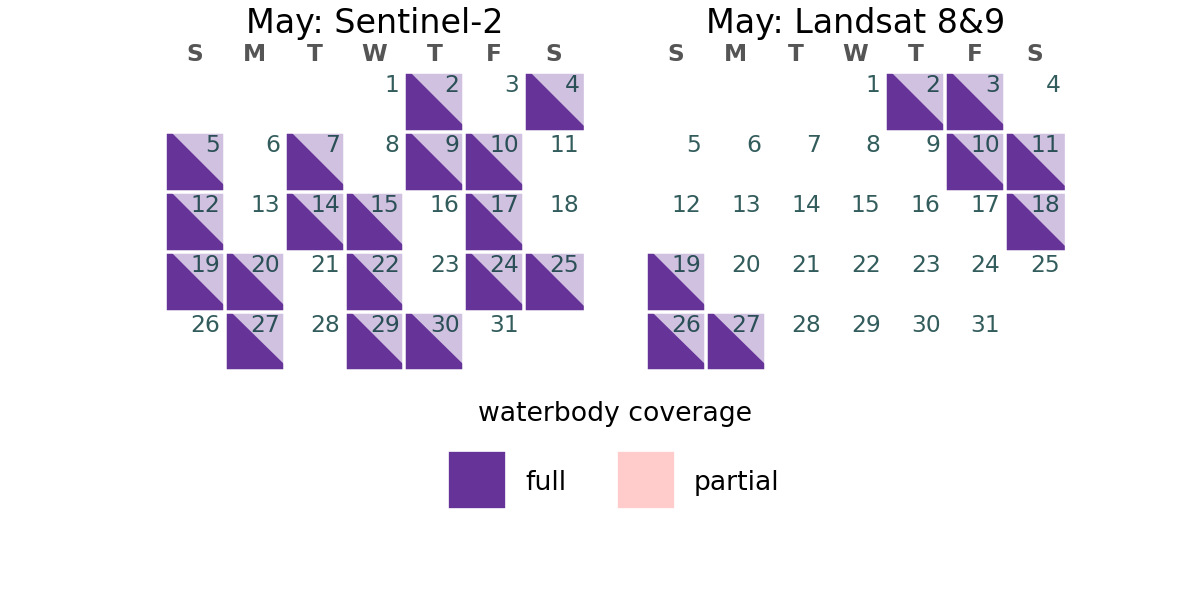 May: Sentinel-2
S M T W T F S
1 2 3 4
5 6 7 8 9 10 11
12 13 14 15 16 17 18
19 20 21 22 23 24 25
26 27 28 29 30 31
May: Landsat 8&9
S M T W T F S
1 2 3 4
5 6 7 8 9 10 11
12 13 14 15 16 17 18
19 20 21 22 23 24 25
26 27 28 29 30 31
waterbody coverage
full partial